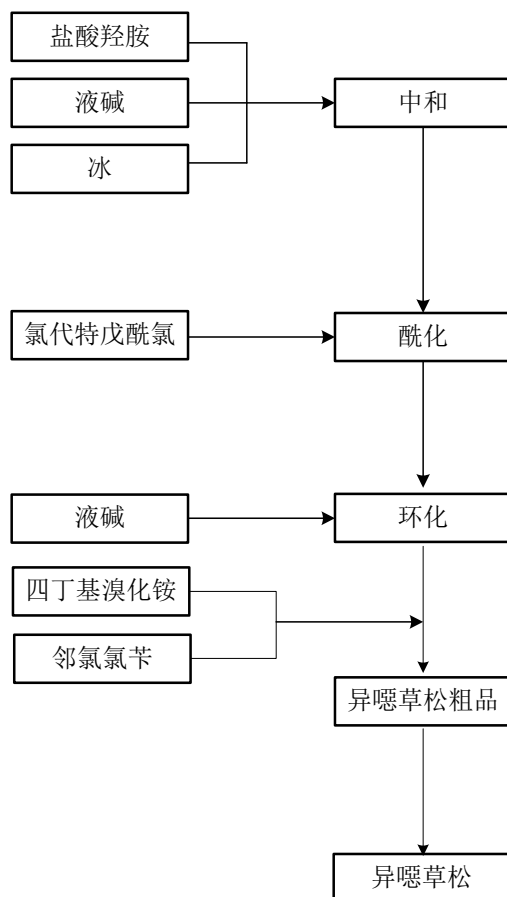 盐酸羟胺
液碱
中和
冰
氯代特戊酰氯
酰化
液碱
环化
四丁基溴化铵
邻氯氯苄
异噁草松粗品
异噁草松